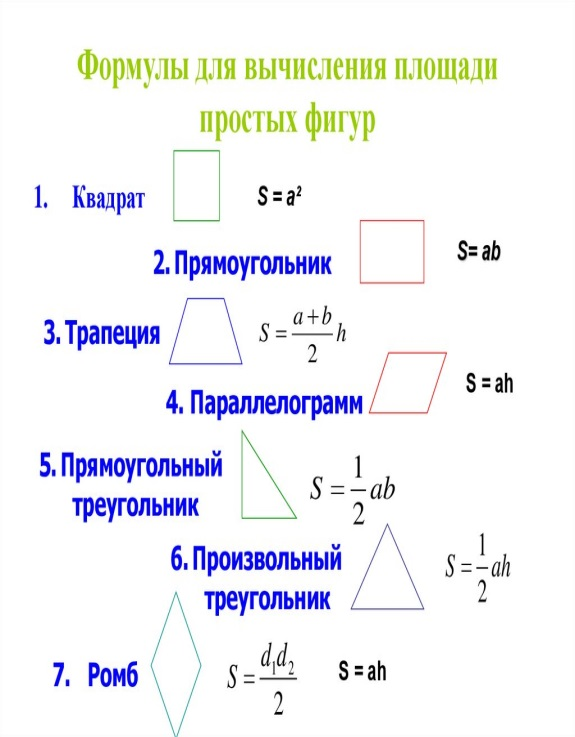 Формулы для вычисления площади
простых фигур
1. Квадрат S = a²
2. Прямоугольник S= ab
3. Трапеция S = (a+b)/2 h
4. Параллелограмм S = ah
5. Прямоугольный
треугольник S = 1/2 ab
6. Произвольный
треугольник S = 1/2 ah
7. Ромб S = d₁d₂/2 S = ah